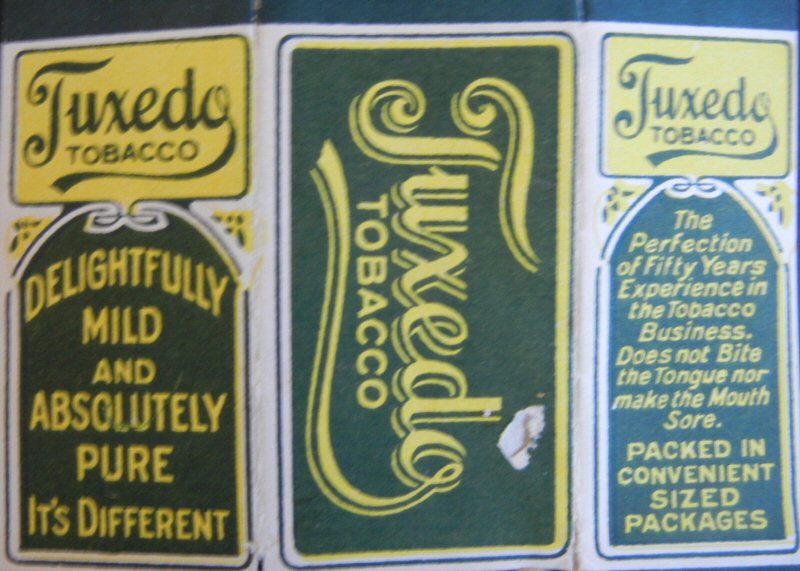 Tuxedo
TOBACCO
DELIGHTFULLY
MILD
AND
ABSOLUTELY
PURE
IT'S DIFFERENT
Tuxedo
TOBACCO
Tuxedo
TOBACCO
The
Perfection
of Fifty Years
Experience in
the Tobacco
Business.
Does not Bite
the Tongue nor
make the Mouth
Sore.
PACKED IN
CONVENIENT
SIZED
PACKAGES